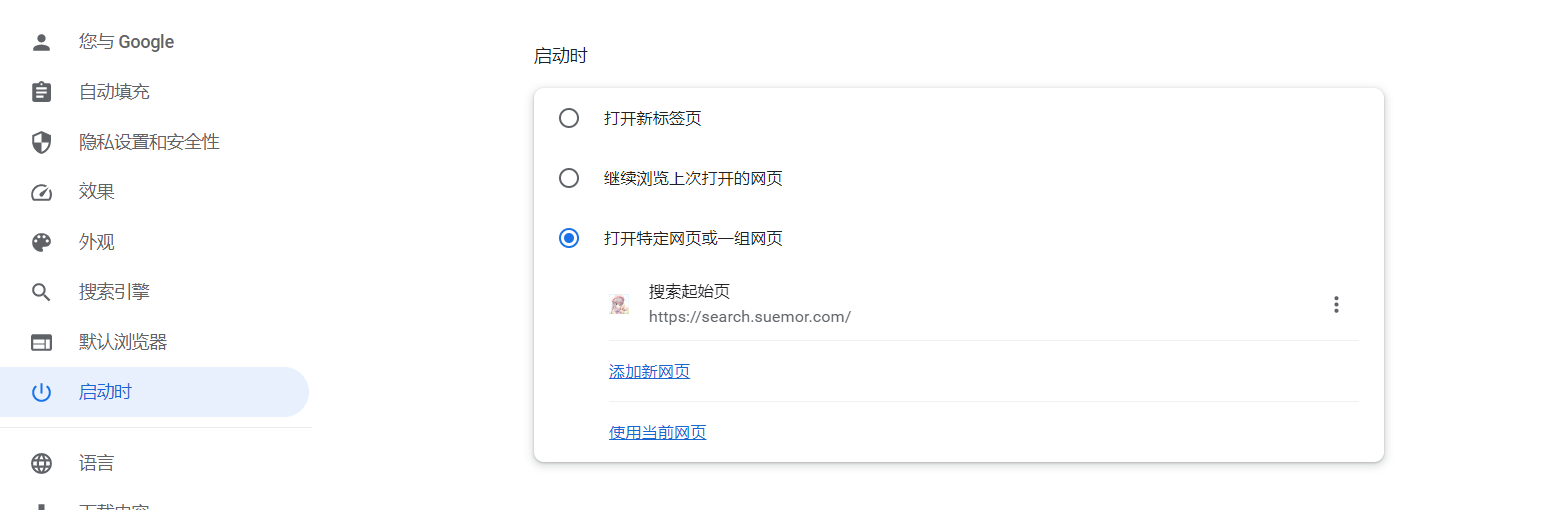 您与 Google
自动填充
隐私设置和安全性
效果
外观
搜索引擎
默认浏览器
启动时
语言
下载内容
启动时
打开新标签页
继续浏览上次打开的网页
打开特定网页或一组网页
搜索起始页
https://search.suemor.com/
添加新网页
使用当前网页